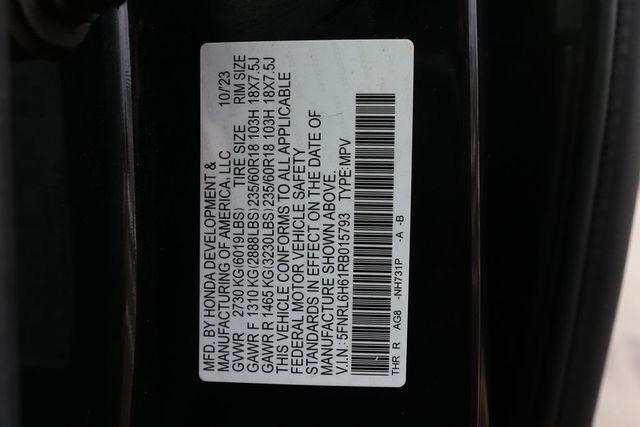 MFD. BY HONDA DEVELOPMENT &
MANUFACTURING OF AMERICA, LLC 10/'23
GVWR 2730 KG(6019LBS) TIRE SIZE RIM SIZE
GAWR F 1310 KG(2888LBS)235/60R18 103H 18X7.5J
GAWR R 1465 KG(3230LBS)235/60R18 103H 18X7.5J
THIS VEHICLE CONFORMS TO ALL APPLICABLE
FEDERAL MOTOR VEHICLE SAFETY
STANDARDS IN EFFECT ON THE DATE OF
MANUFACTURE SHOWN ABOVE.
V.I.N.: 5FNRL6H61RB015793 TYPE:MPV
THR R AG8 -NH731P -A -B